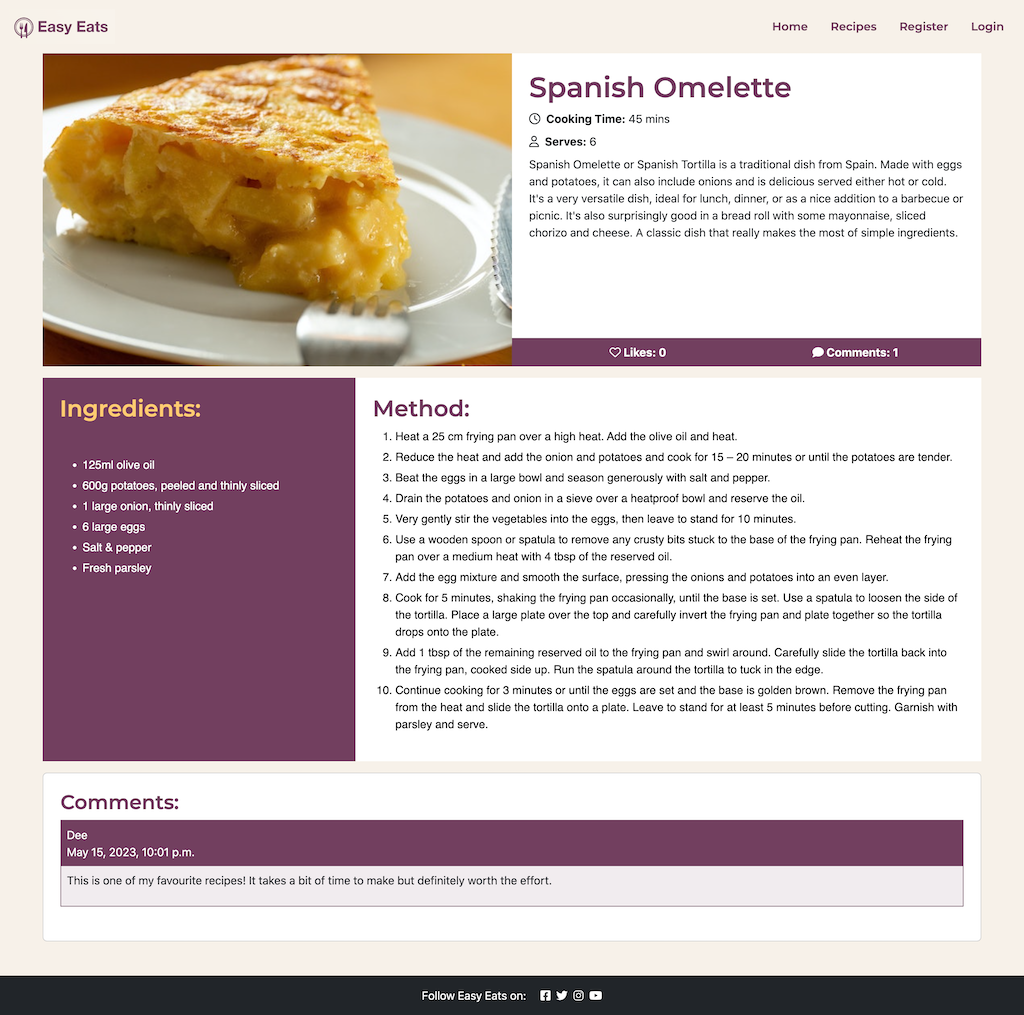 Easy Eats
Home
Recipes
Register
Login
Spanish Omelette
Cooking Time: 45 mins
Serves: 6
Spanish Omelette or Spanish Tortilla is a traditional dish from Spain. Made with eggs
and potatoes, it can also include onions and is delicious served either hot or cold.
It's a very versatile dish, ideal for lunch, dinner, or as a nice addition to a barbecue or
picnic. It's also surprisingly good in a bread roll with some mayonnaise, sliced
chorizo and cheese. A classic dish that really makes the most of simple ingredients.
Likes: 0
Comments: 1
Ingredients:
• 125ml olive oil
• 600g potatoes, peeled and thinly sliced
• 1 large onion, thinly sliced
• 6 large eggs
• Salt & pepper
• Fresh parsley
Method:
1. Heat a 25 cm frying pan over a high heat. Add the olive oil and heat.
2. Reduce the heat and add the onion and potatoes and cook for 15 – 20 minutes or until the potatoes are tender.
3. Beat the eggs in a large bowl and season generously with salt and pepper.
4. Drain the potatoes and onion in a sieve over a heatproof bowl and reserve the oil.
5. Very gently stir the vegetables into the eggs, then leave to stand for 10 minutes.
6. Use a wooden spoon or spatula to remove any crusty bits stuck to the base of the frying pan. Reheat the frying
pan over a medium heat with 4 tbsp of the reserved oil.
7. Add the egg mixture and smooth the surface, pressing the onions and potatoes into an even layer.
8. Cook for 5 minutes, shaking the frying pan occasionally, until the base is set. Use a spatula to loosen the side of
the tortilla. Place a large plate over the top and carefully invert the frying pan and plate together so the tortilla
drops onto the plate.
9. Add 1 tbsp of the remaining reserved oil to the frying pan and swirl around. Carefully slide the tortilla back into
the frying pan, cooked side up. Run the spatula around the tortilla to tuck in the edge.
10. Continue cooking for 3 minutes or until the eggs are set and the base is golden brown. Remove the frying pan
from the heat and slide the tortilla onto a plate. Leave to stand for at least 5 minutes before cutting. Garnish with
parsley and serve.
Comments:
Dee
May 15, 2023, 10:01 p.m.
This is one of my favourite recipes! It takes a bit of time to make but definitely worth the effort.
Follow Easy Eats on: